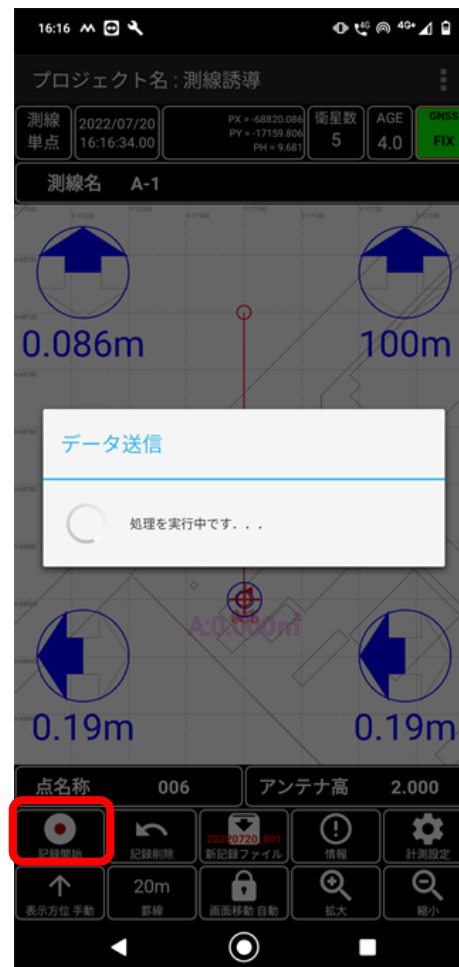 16:16
4G
4G+
プロジェクト名 : 測線誘導
測線
単点
2022/07/20
16:16:34.00
PX = -68820.086
PY = -17159.806
PH = 9.681
衛星数
5
AGE
4.0
GNSS
FIX
測線名 A-1
0.086m
100m
データ送信
処理を実行中です．．．
A:0.000m
006
0.19m
0.19m
点名称 006
アンテナ高 2.000
記録開始
記録削除
20220720_001
新記録ファイル
情報
計測設定
表示方位 手動
20m
罫線
画面移動 自動
拡大
縮小